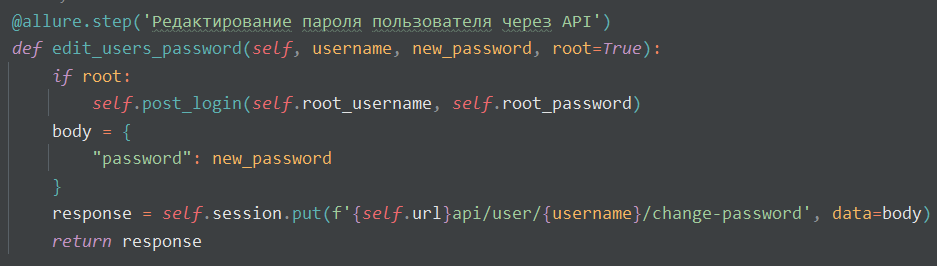 @allure.step('Редактирование пароля пользователя через API')
def edit_users_password(self, username, new_password, root=True):
    if root:
        self.post_login(self.root_username, self.root_password)
    body = {
        "password": new_password
    }
    response = self.session.put(f'{self.url}api/user/{username}/change-password', data=body)
    return response